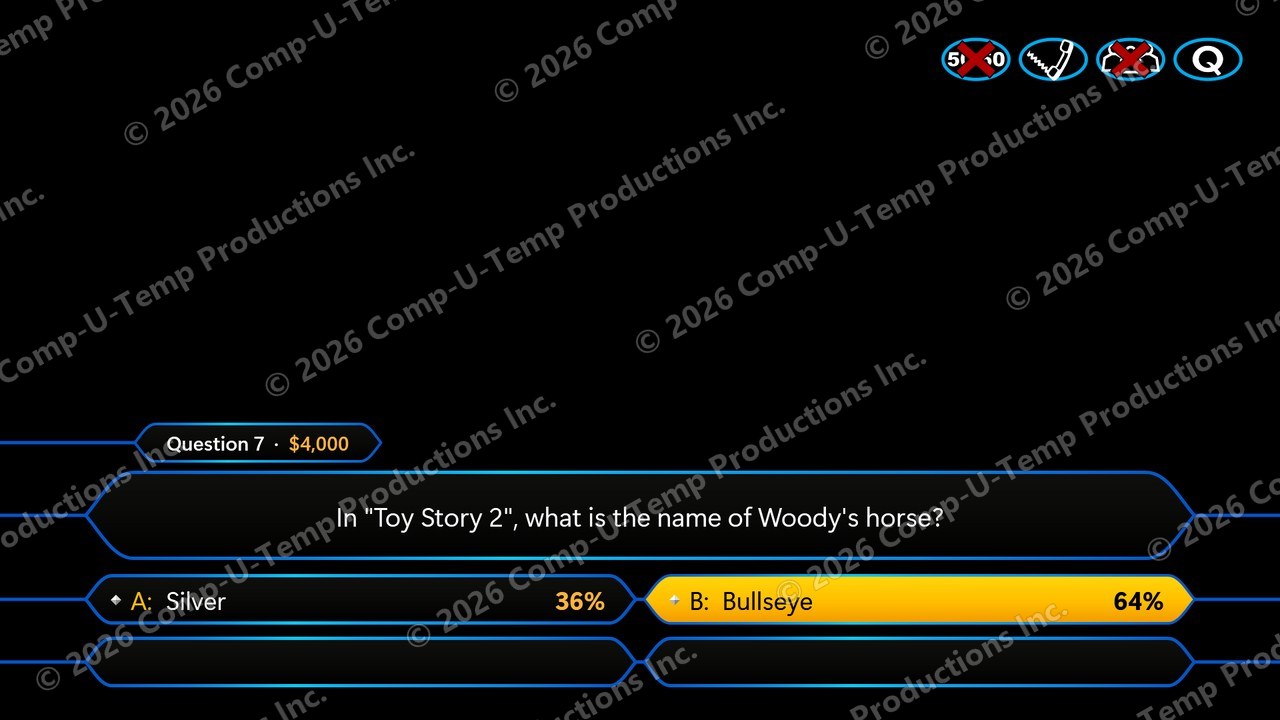 50:50
Q
Question 7 · $4,000
In "Toy Story 2", what is the name of Woody's horse?
A: Silver 36%
B: Bullseye 64%
© 2026 Comp-U-Temp Productions Inc.